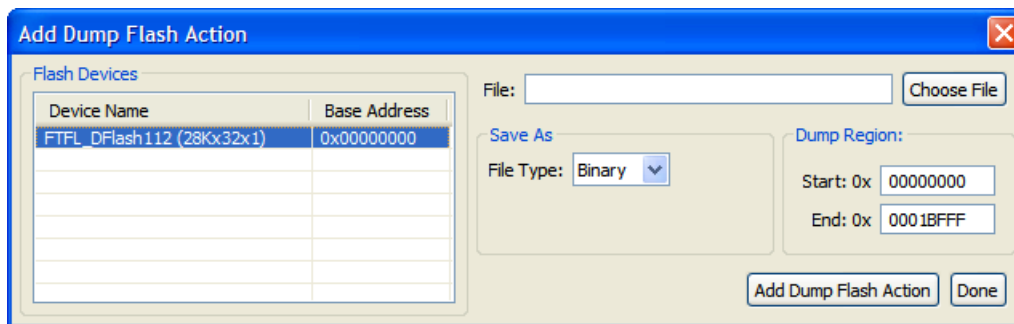 Add Dump Flash Action
Flash Devices
Device Name Base Address
FTFL_DFlash112 (28Kx32x1) 0x00000000
File: Choose File
Save As
File Type: Binary
Dump Region:
Start: 0x 00000000
End: 0x 0001BFFF
Add Dump Flash Action Done